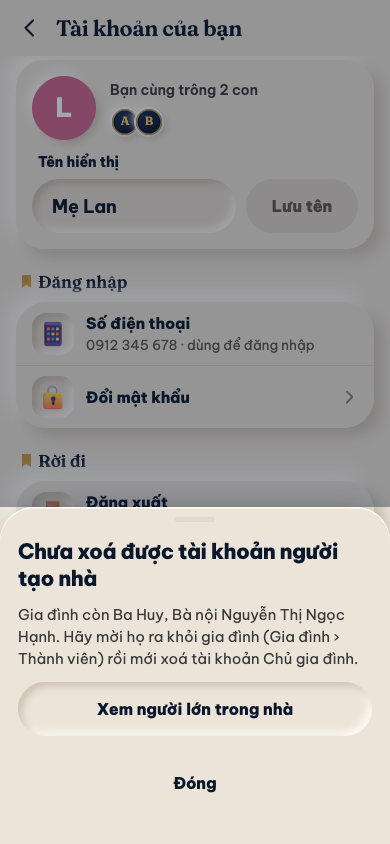 Tài khoản của bạn
L
Bạn cùng trông 2 con
A B
Tên hiển thị
Mẹ Lan
Lưu tên
Đăng nhập
Số điện thoại
0912 345 678 · dùng để đăng nhập
Đổi mật khẩu
Rời đi
Đăng xuất
Chưa xoá được tài khoản người
tạo nhà
Gia đình còn Ba Huy, Bà nội Nguyễn Thị Ngọc
Hạnh. Hãy mời họ ra khỏi gia đình (Gia đình ›
Thành viên) rồi mới xoá tài khoản Chủ gia đình.
Xem người lớn trong nhà
Đóng